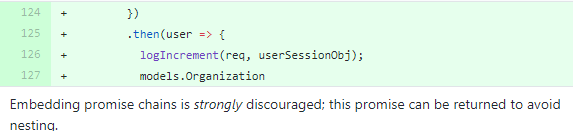 124 + })
125 + .then(user => {
126 + logIncrement(req, userSessionObj);
127 + models.Organization
Embedding promise chains is strongly discouraged; this promise can be returned to avoid
nesting.